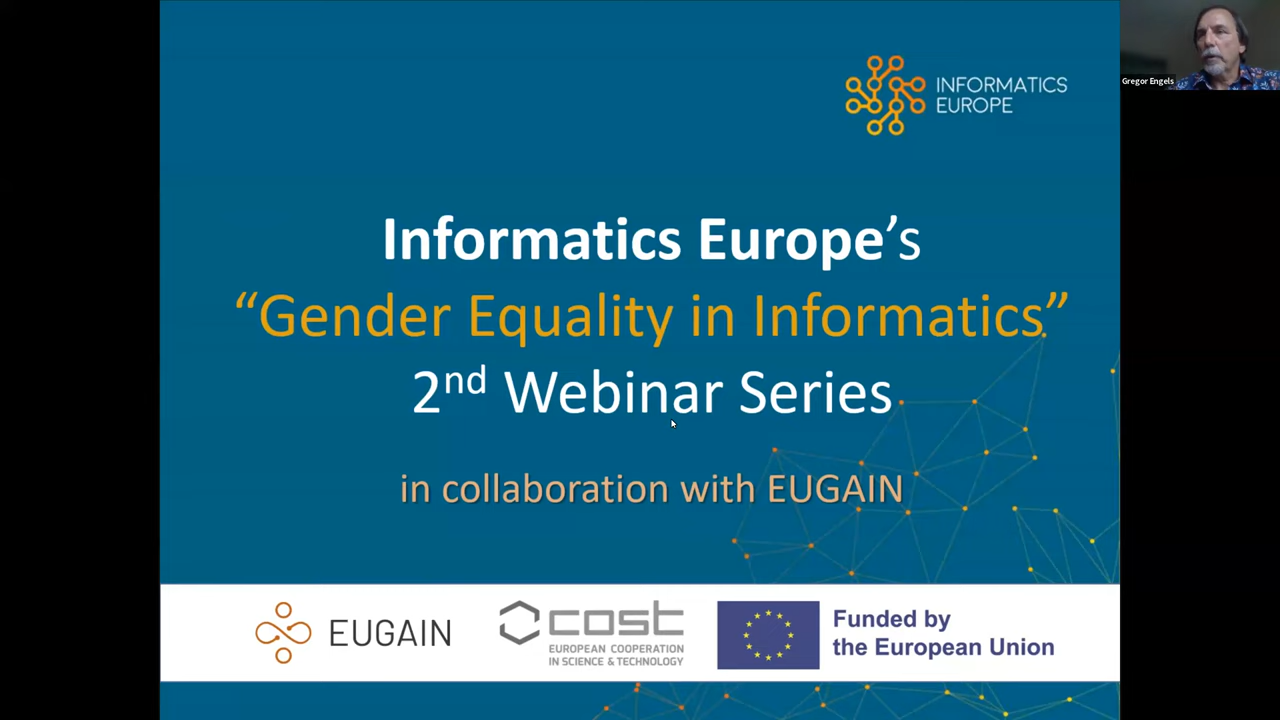 INFORMATICS
EUROPE
Gregor Engels
Informatics Europe’s
“Gender Equality in Informatics”
2nd Webinar Series
in collaboration with EUGAIN
EUGAIN
cost
EUROPEAN COOPERATION
IN SCIENCE & TECHNOLOGY
Funded by
the European Union